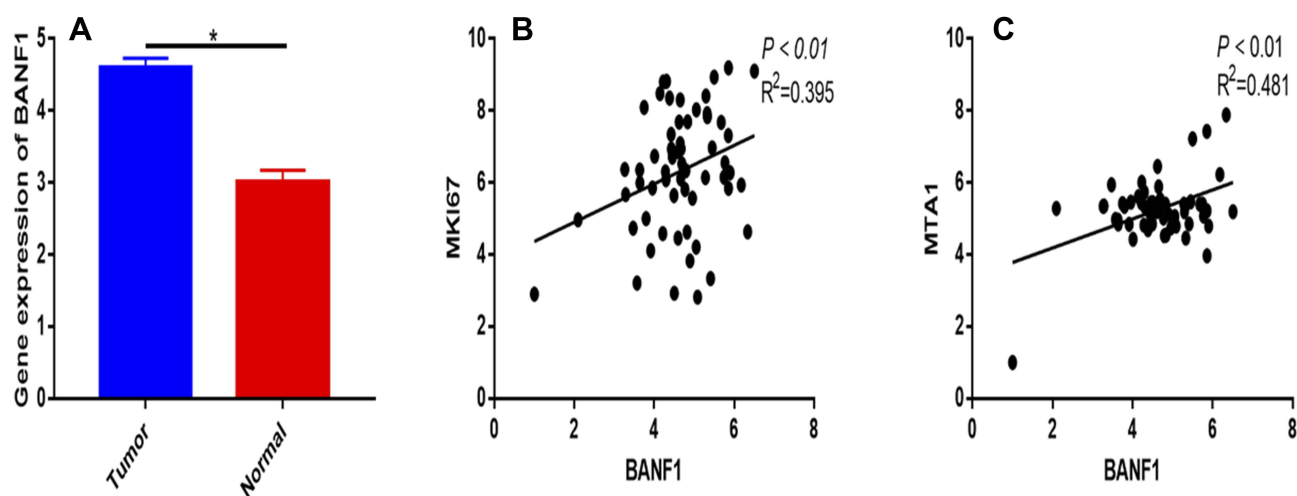 A
Gene expression of BANF1
5
4
3
2
1
0
*
Tumor
Normal
B
MKI67
10
8
6
4
2
0
P < 0.01
R²=0.395
0 2 4 6 8
BANF1
C
MTA1
10
8
6
4
2
0
P < 0.01
R²=0.481
0 2 4 6 8
BANF1